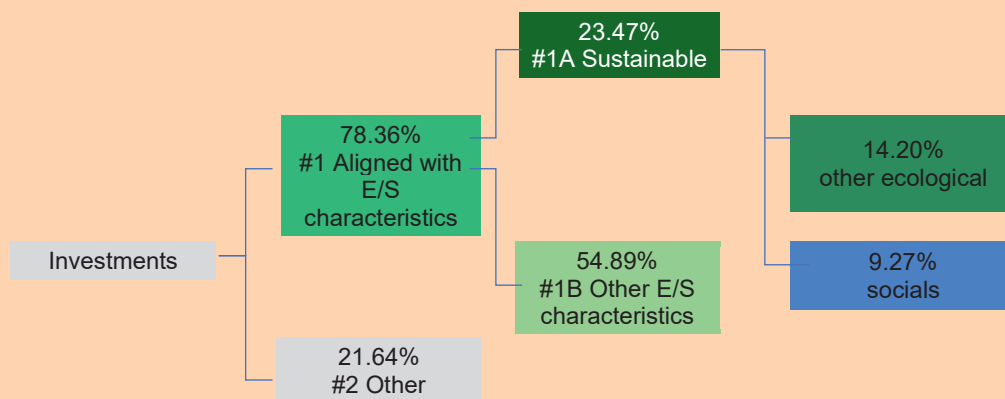 23.47%
#1A Sustainable
78.36%
#1 Aligned with
E/S
characteristics
14.20%
other ecological
Investments
54.89%
#1B Other E/S
characteristics
9.27%
socials
21.64%
#2 Other